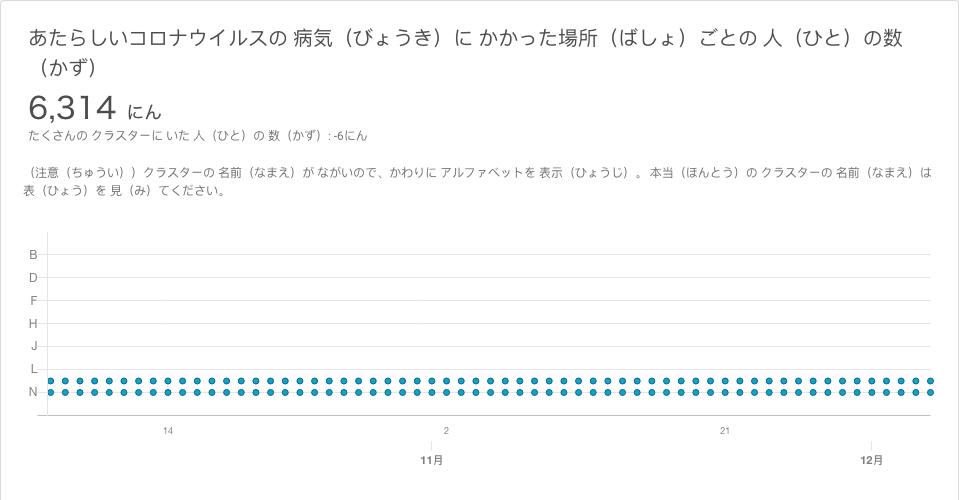 あたらしいコロナウイルスの 病気（びょうき）に かかった場所（ばしょ）ごとの 人（ひと）の数
（かず）
6,314 にん
たくさんの クラスターに いた 人（ひと）の 数（かず）: -6にん
（注意（ちゅうい））クラスターの 名前（なまえ）が ながいので、かわりに アルファベットを 表示（ひょうじ）。本当（ほんとう）の クラスターの 名前（なまえ）は
表（ひょう）を 見（み）てください。
B
D
F
H
J
L
N
14 2 21
11月 12月